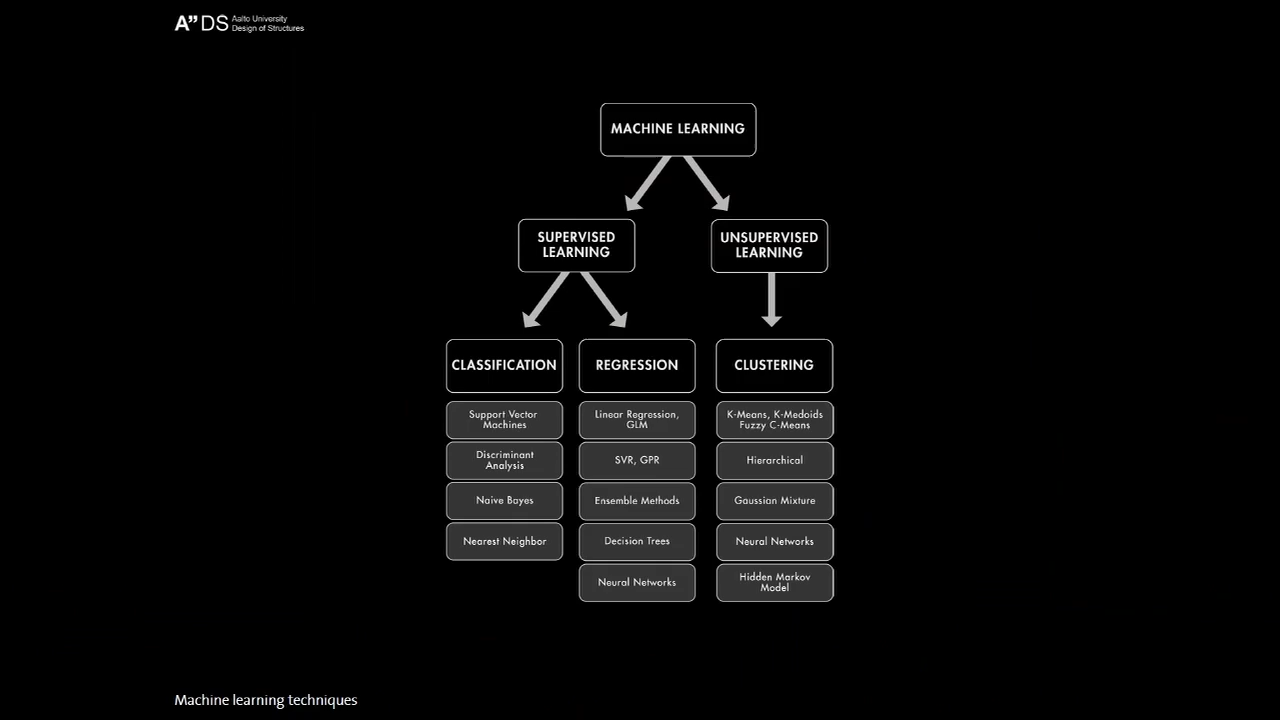 A” DS Aalto University
Design of Structures
MACHINE LEARNING
SUPERVISED
LEARNING
UNSUPERVISED
LEARNING
CLASSIFICATION
Support Vector
Machines
Discriminant
Analysis
Naive Bayes
Nearest Neighbor
REGRESSION
Linear Regression,
GLM
SVR, GPR
Ensemble Methods
Decision Trees
Neural Networks
CLUSTERING
K-Means, K-Medoids
Fuzzy C-Means
Hierarchical
Gaussian Mixture
Neural Networks
Hidden Markov
Model
Machine learning techniques